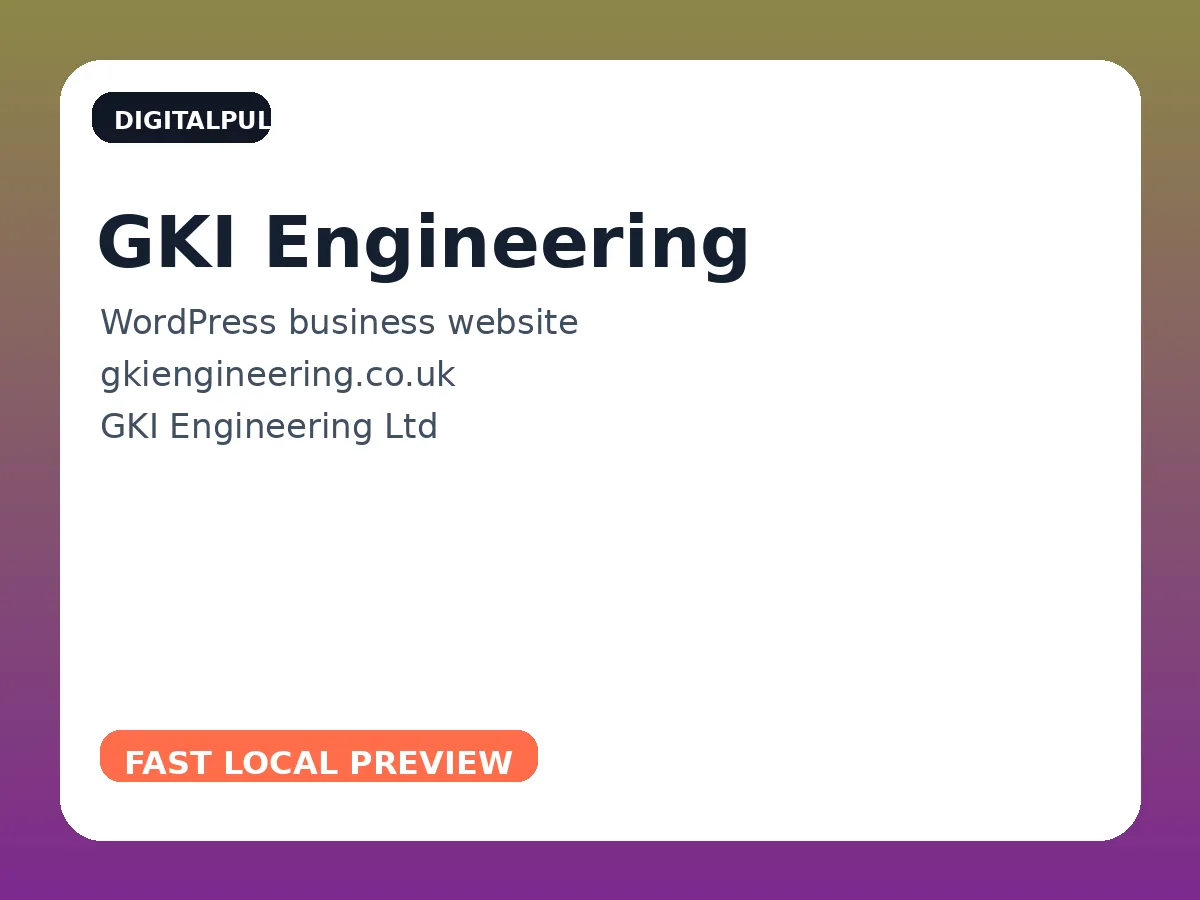 DIGITALPUL
GKI Engineering
WordPress business website
gkiengineering.co.uk
GKI Engineering Ltd
FAST LOCAL PREVIEW